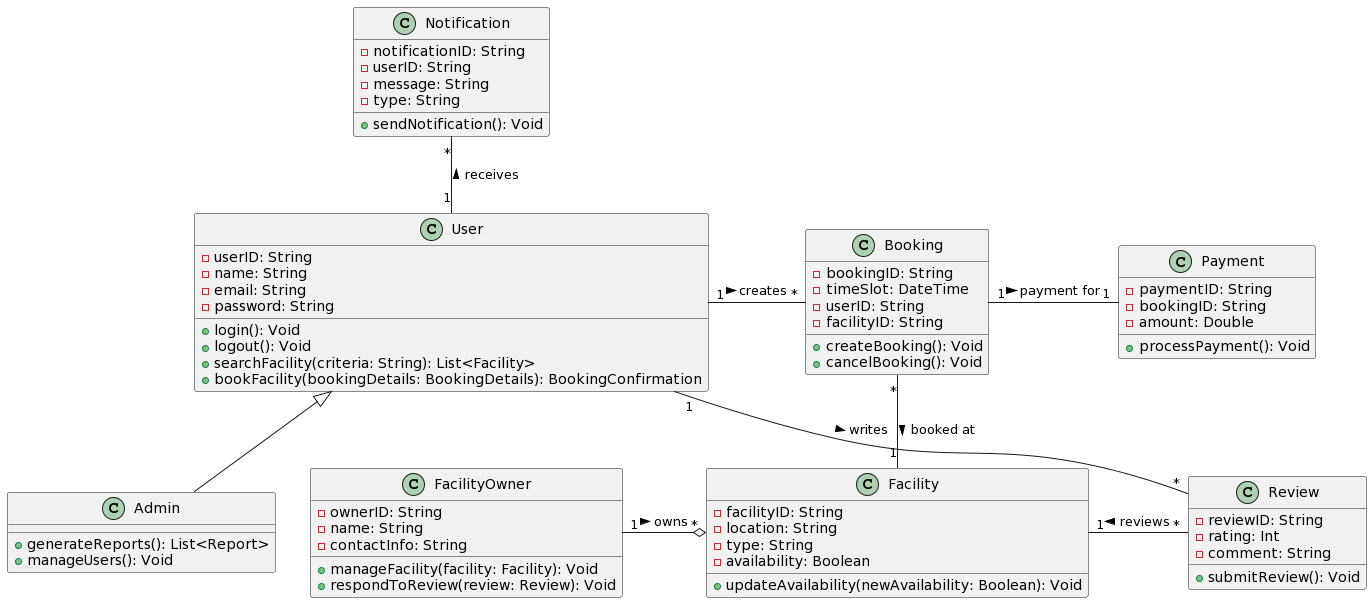 C Notification
notificationID: String
userID: String
message: String
type: String
sendNotification(): Void
*
receives
1
C User
userID: String
name: String
email: String
password: String
login(): Void
logout(): Void
searchFacility(criteria: String): List<Facility>
bookFacility(bookingDetails: BookingDetails): BookingConfirmation
1 creates *
C Booking
bookingID: String
timeSlot: DateTime
userID: String
facilityID: String
createBooking(): Void
cancelBooking(): Void
1 payment for 1
C Payment
paymentID: String
bookingID: String
amount: Double
processPayment(): Void
1
writes
*
*
booked at
1
C Admin
generateReports(): List<Report>
manageUsers(): Void
C FacilityOwner
ownerID: String
name: String
contactInfo: String
manageFacility(facility: Facility): Void
respondToReview(review: Review): Void
1 owns *
C Facility
facilityID: String
location: String
type: String
availability: Boolean
updateAvailability(newAvailability: Boolean): Void
1 reviews *
C Review
reviewID: String
rating: Int
comment: String
submitReview(): Void